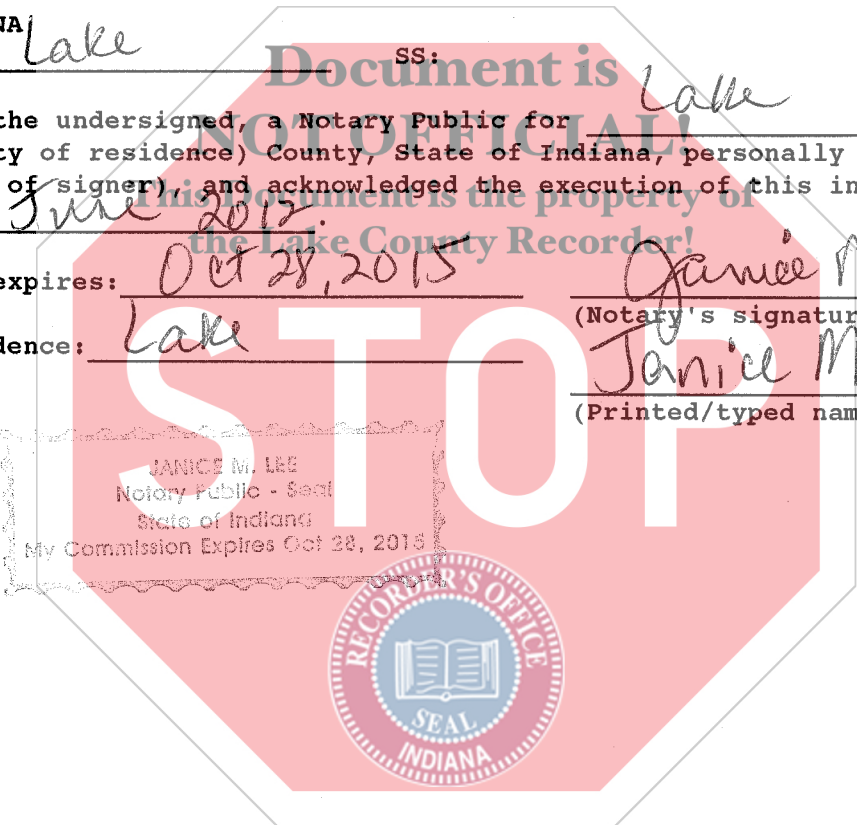 NA
Lake
SS:
Document is
Lake
the undersigned, a Notary Public for
NOT OFFICIAL!
ty of residence) County, State of Indiana, personally
of signer), and acknowledged the execution of this in
This Document is the property of
June 2012.
the Lake County Recorder!
expires: Oct 28, 2015
Janice M
(Notary's signatur
dence: Lake
Janice M
(Printed/typed nam
STOP
JANICE M. LEE
Notary Public - Seal
State of Indiana
My Commission Expires Oct 28, 2015
RECORDER'S OFFICE
SEAL
INDIANA